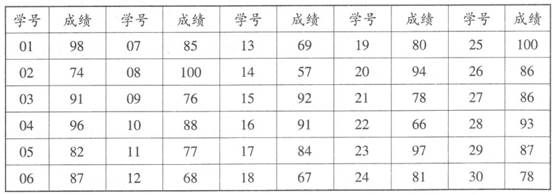 学号 成绩 学号 成绩 学号 成绩 学号 成绩 学号 成绩
01 98 07 85 13 69 19 80 25 100
02 74 08 100 14 57 20 94 26 86
03 91 09 76 15 92 21 78 27 86
04 96 10 88 16 91 22 66 28 93
05 82 11 77 17 84 23 97 29 87
06 87 12 68 18 67 24 81 30 78